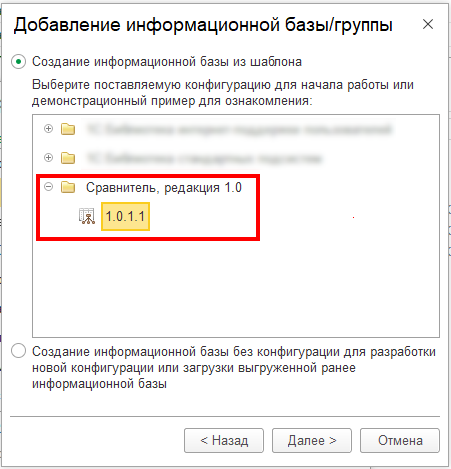 Добавление информационной базы/группы
Создание информационной базы из шаблона
Выберите поставляемую конфигурацию для начала работы или
демонстрационный пример для ознакомления:
Сравнитель, редакция 1.0
1.0.1.1
Создание информационной базы без конфигурации для разработки
новой конфигурации или загрузки выгруженной ранее
информационной базы
< Назад
Далее >
Отмена